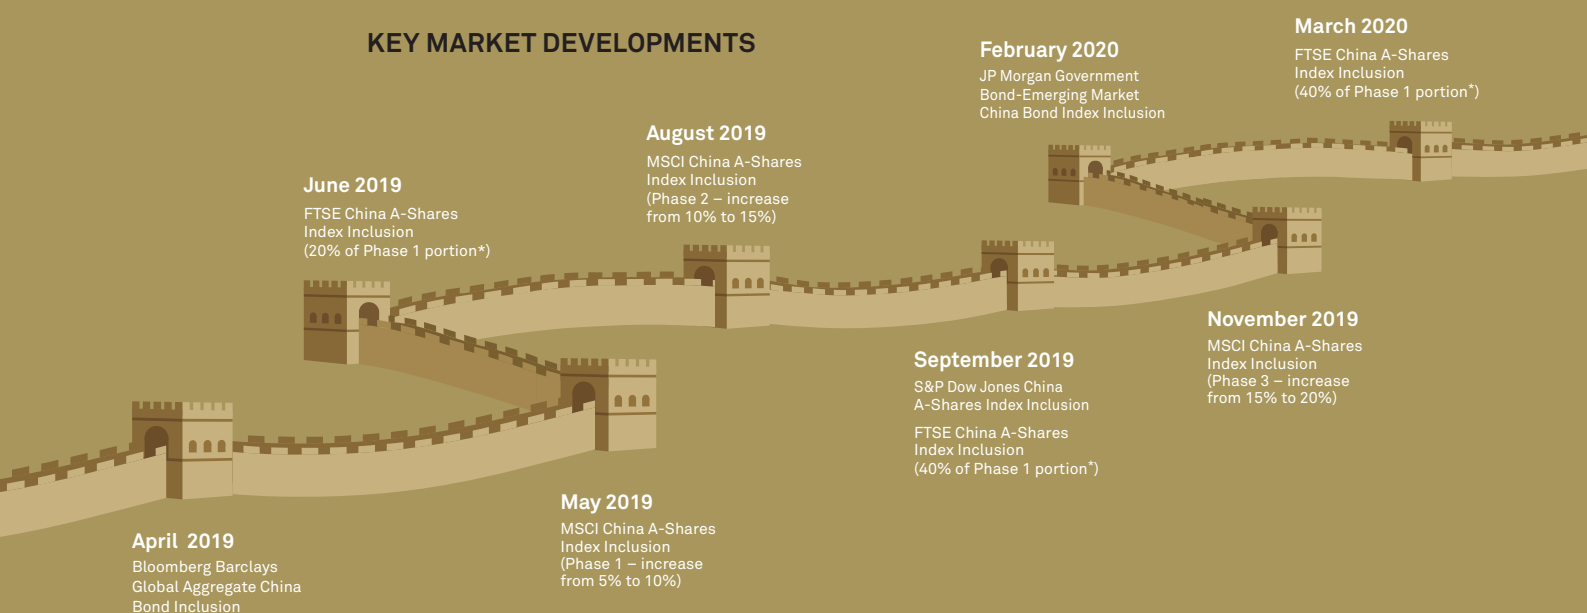 KEY MARKET DEVELOPMENTS
April 2019
Bloomberg Barclays
Global Aggregate China
Bond Inclusion
May 2019
MSCI China A-Shares
Index Inclusion
(Phase 1 – increase
from 5% to 10%)
June 2019
FTSE China A-Shares
Index Inclusion
(20% of Phase 1 portion*)
August 2019
MSCI China A-Shares
Index Inclusion
(Phase 2 – increase
from 10% to 15%)
September 2019
S&P Dow Jones China
A-Shares Index Inclusion
FTSE China A-Shares
Index Inclusion
(40% of Phase 1 portion*)
November 2019
MSCI China A-Shares
Index Inclusion
(Phase 3 – increase
from 15% to 20%)
February 2020
JP Morgan Government
Bond-Emerging Market
China Bond Index Inclusion
March 2020
FTSE China A-Shares
Index Inclusion
(40% of Phase 1 portion*)